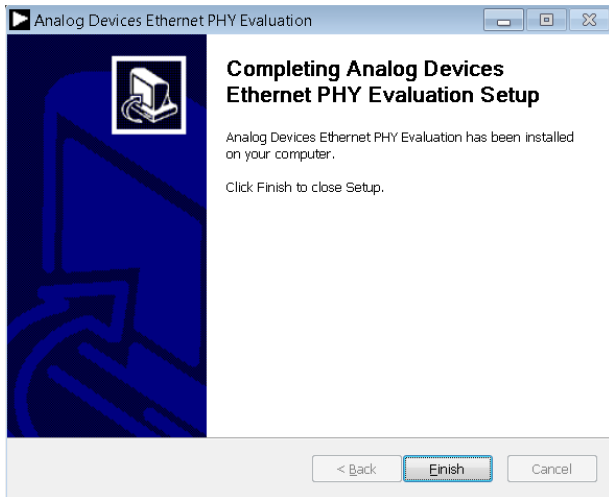 Analog Devices Ethernet PHY Evaluation
Completing Analog Devices
Ethernet PHY Evaluation Setup
Analog Devices Ethernet PHY Evaluation has been installed
on your computer.
Click Finish to close Setup.
< Back
Finish
Cancel